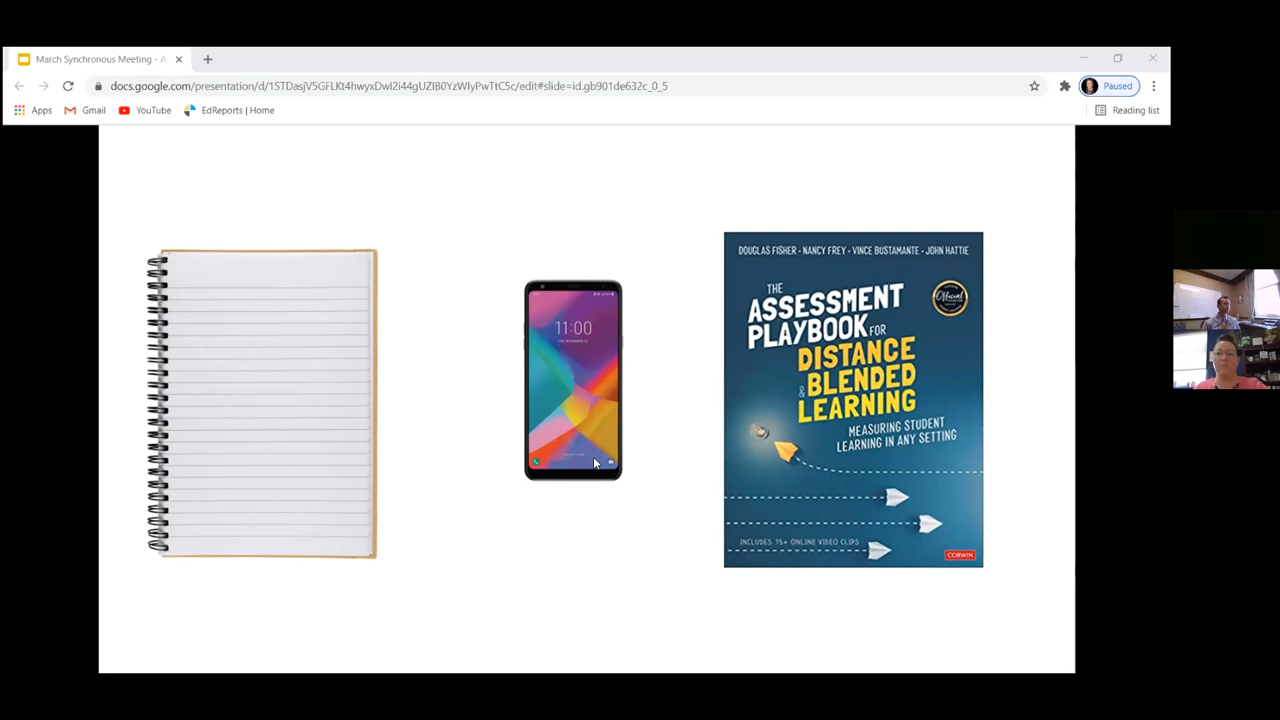 March Synchronous Meeting - A
docs.google.com/presentation/d/1STDasjV5GFLKt4hwyxDwI2i44gUZIB0YzWIyPwTtC5c/edit#slide=id.gb901de632c_0_5
Paused
Apps
Gmail
YouTube
EdReports | Home
Reading list
11:00
DOUGLAS FISHER • NANCY FREY • VINCE BUSTAMANTE • JOHN HATTIE
THE
ASSESSMENT
PLAYBOOK FOR
DISTANCE
& BLENDED
LEARNING
MEASURING STUDENT
LEARNING IN ANY SETTING
INCLUDES 15+ ONLINE VIDEO CLIPS
CORWIN